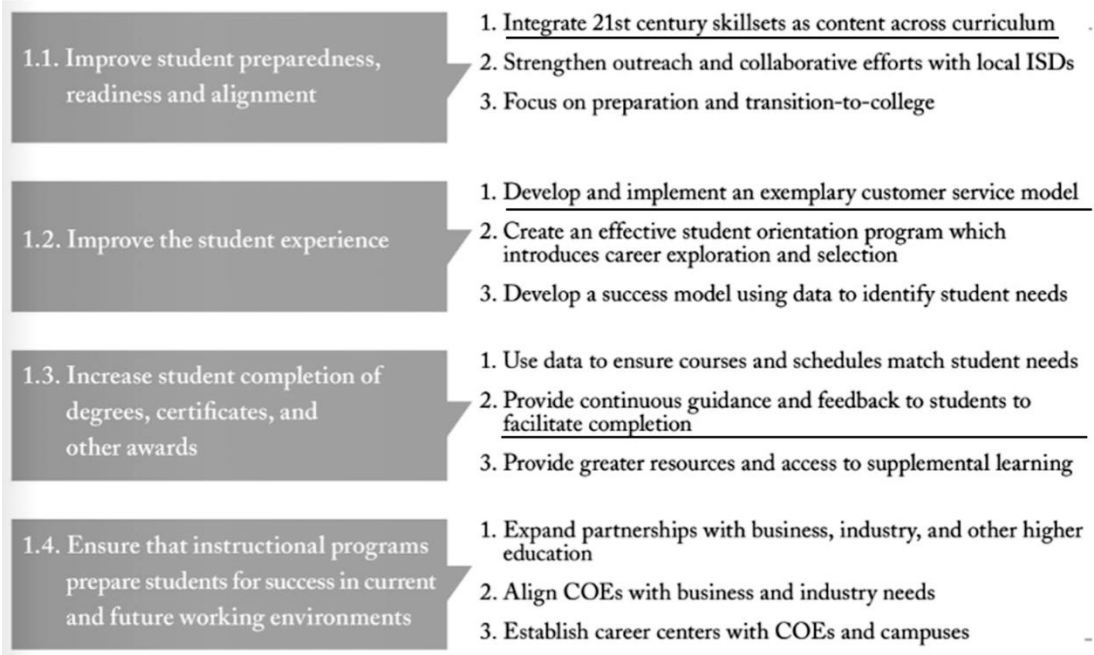 1.1. Improve student preparedness,
readiness and alignment
1. Integrate 21st century skillsets as content across curriculum
2. Strengthen outreach and collaborative efforts with local ISDs
3. Focus on preparation and transition-to-college
1.2. Improve the student experience
1. Develop and implement an exemplary customer service model
2. Create an effective student orientation program which
introduces career exploration and selection
3. Develop a success model using data to identify student needs
1.3. Increase student completion of
degrees, certificates, and
other awards
1. Use data to ensure courses and schedules match student needs
2. Provide continuous guidance and feedback to students to
facilitate completion
3. Provide greater resources and access to supplemental learning
1.4. Ensure that instructional programs
prepare students for success in current
and future working environments
1. Expand partnerships with business, industry, and other higher
education
2. Align COEs with business and industry needs
3. Establish career centers with COEs and campuses